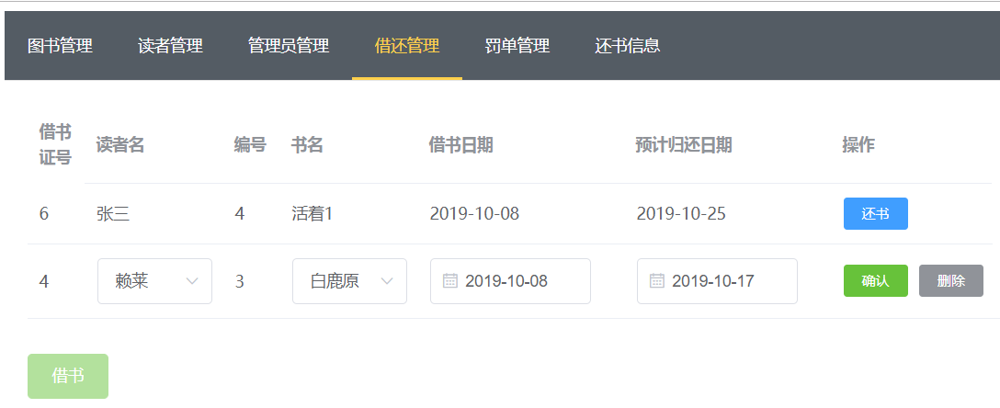 图书管理 读者管理 管理员管理 借还管理 罚单管理 还书信息
借书证号 读者名 编号 书名 借书日期 预计归还日期 操作
6 张三 4 活着1 2019-10-08 2019-10-25 还书
4 赖莱 3 白鹿原 2019-10-08 2019-10-17 确认 删除
借书